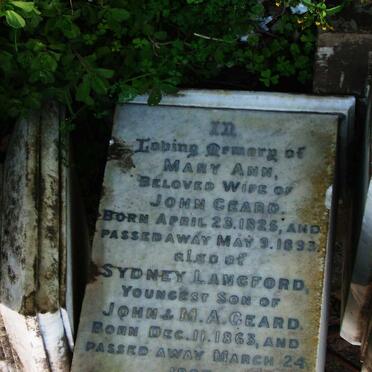 IN
Loving Memory of
MARY ANN,
BELOVED WIFE OF
JOHN GEARD,
BORN APRIL 23.1825, AND
PASSED AWAY MAY 9.1893.
ALSO OF
SYDNEY LANGFORD,
YOUNGEST SON OF
JOHN & M.A. GEARD.
BORN DEC. 11. 1863, AND
PASSED AWAY MARCH 24